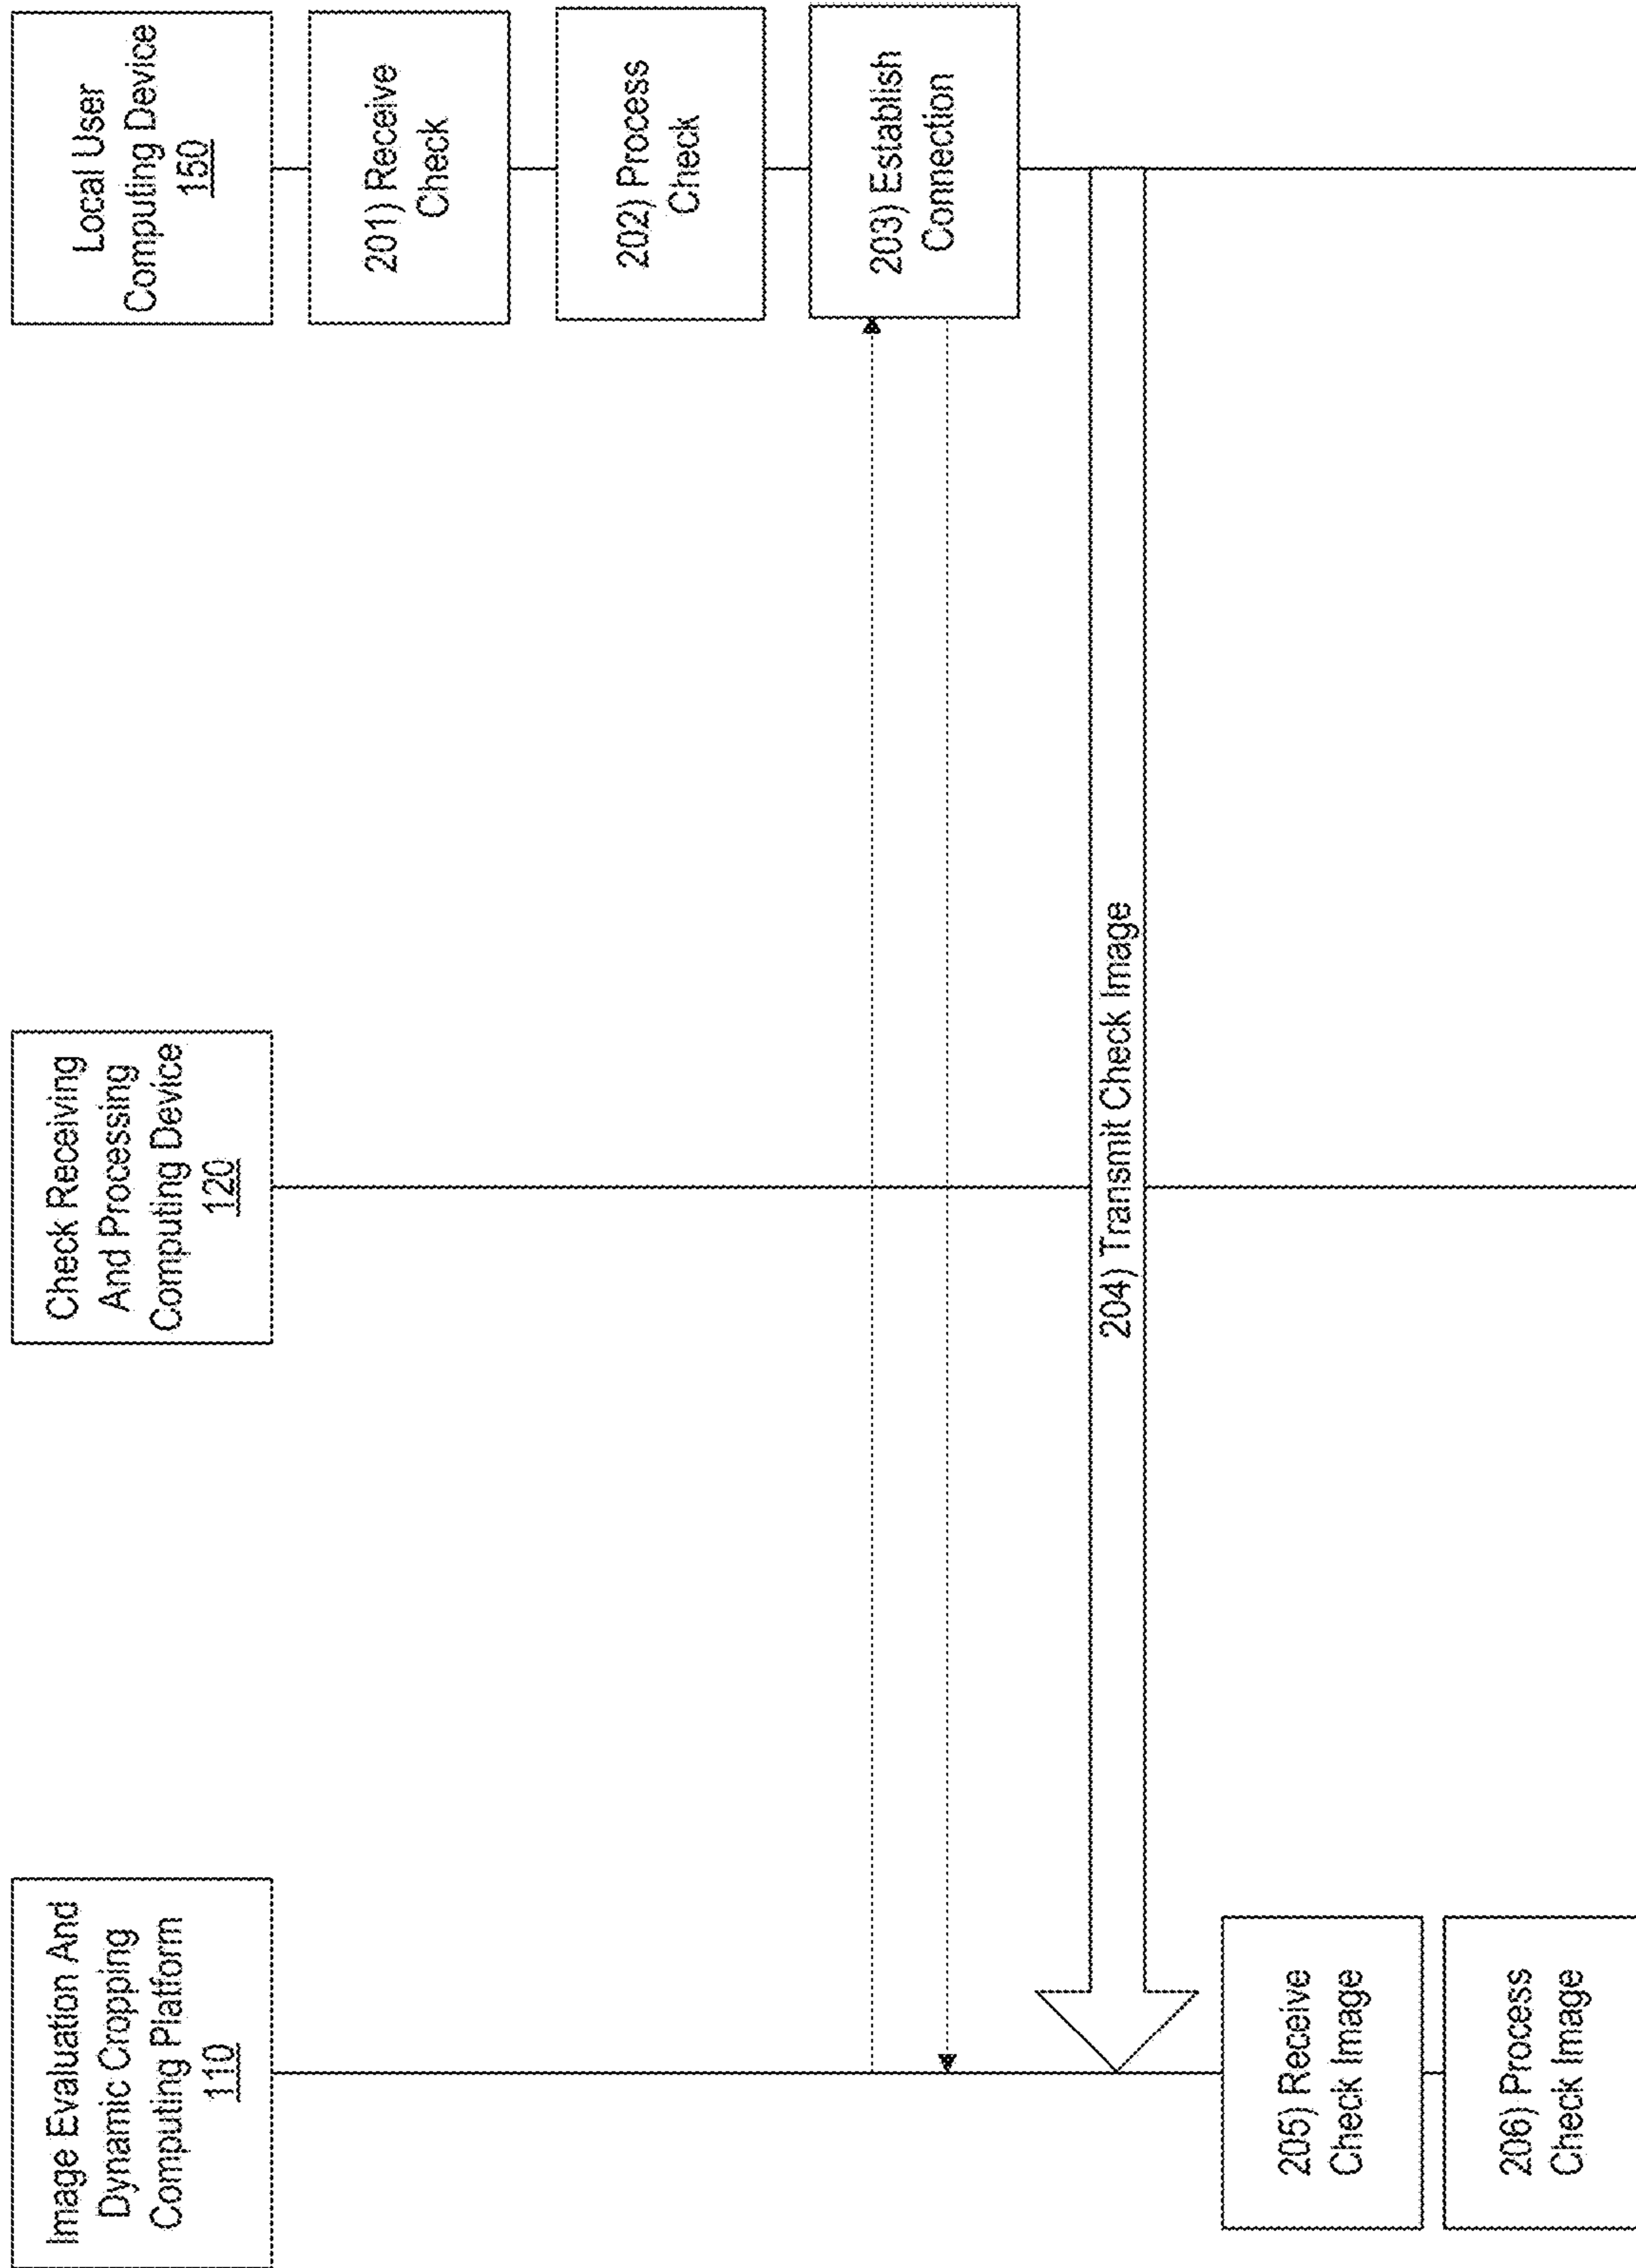 Image Evaluation And
Dynamic Cropping
Computing Platform
110
Check Receiving
And Processing
Computing Device
120
Local User
Computing Device
150
201) Receive
Check
202) Process
Check
203) Establish
Connection
204) Transmit Check Image
205) Receive
Check Image
206) Process
Check Image